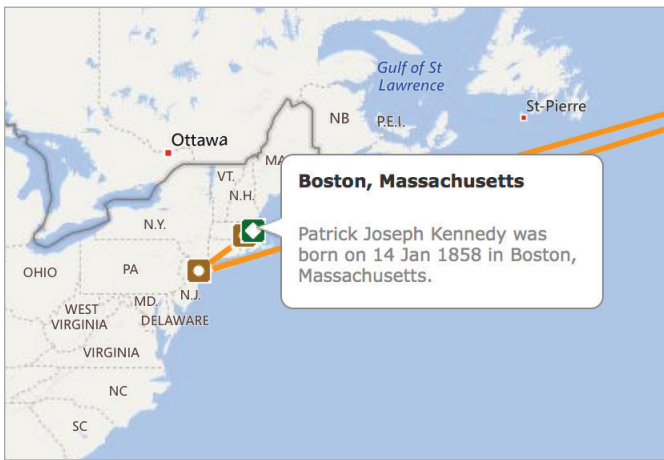 Gulf of St
Lawrence
NB
P.E.I.
St-Pierre
Ottawa
MA
VT.
N.H.
Boston, Massachusetts
Patrick Joseph Kennedy was
born on 14 Jan 1858 in Boston,
Massachusetts.
N.Y.
OHIO
PA
N.J.
MD.
WEST
VIRGINIA
DELAWARE
VIRGINIA
NC
SC